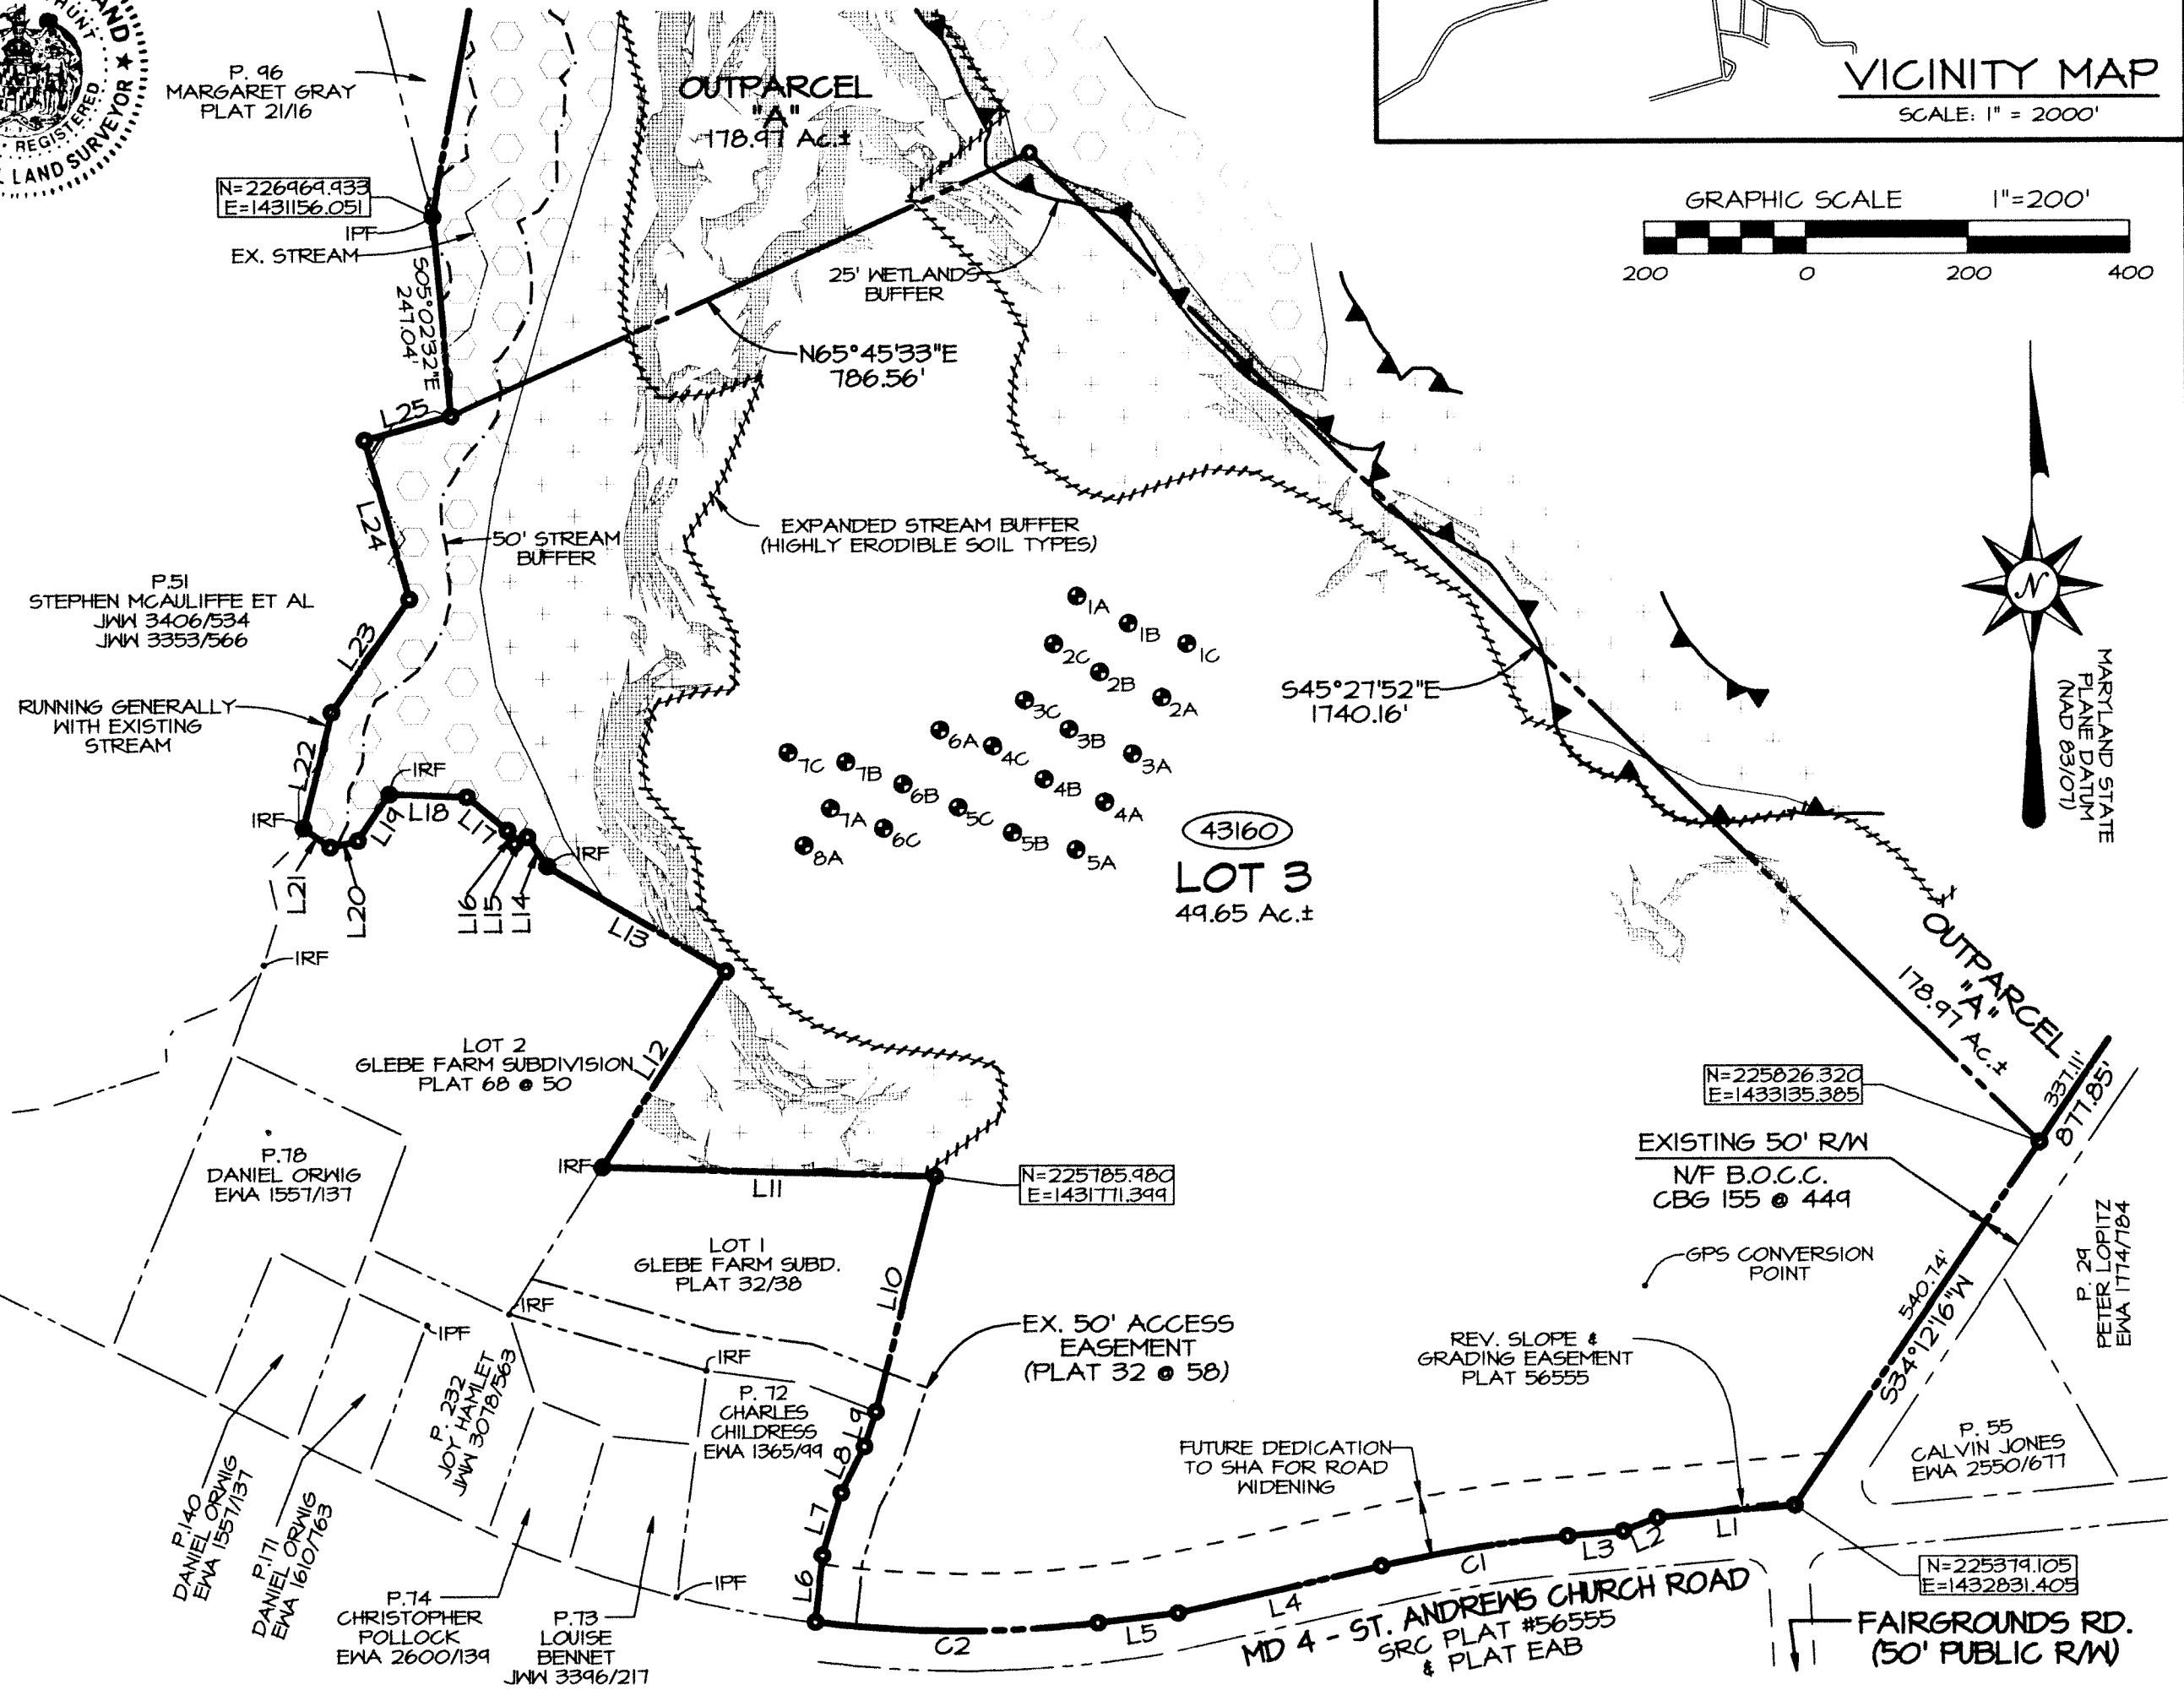 HUNT
LAND ★
REGISTERED
LAND SURVEYOR
P. 96
MARGARET GRAY
PLAT 21/16
OUTPARCEL
"A"
178.97 Ac.±
VICINITY MAP
SCALE: 1" = 2000'
GRAPHIC SCALE 1"=200'
200 0 200 400
N=226969.933
E=1431156.051
IPF
EX. STREAM
S05°02'32"E
247.04'
25' WETLANDS
BUFFER
N65°45'33"E
786.56'
L25
L24
50' STREAM
BUFFER
EXPANDED STREAM BUFFER
(HIGHLY ERODIBLE SOIL TYPES)
P.51
STEPHEN MCAULIFFE ET AL
JWW 3406/534
JWW 3353/566
L23
RUNNING GENERALLY
WITH EXISTING
STREAM
L22
IRF
IRF
L18
L19
L17
IRF
L21
L20
L16
L15
L14
L13
IRF
1A
1B
1C
2C
2B
2A
3C
3B
3A
6A
4C
4B
4A
7C
7B
6B
5C
5B
5A
7A
6C
8A
S45°27'52"E
1740.16'
43160
LOT 3
49.65 Ac.±
N
MARYLAND STATE
PLANE DATUM
(NAD 83/07)
OUTPARCEL
"A"
178.97 Ac.±
337.11'
877.85'
N=225826.320
E=1433135.385
LOT 2
GLEBE FARM SUBDIVISION
PLAT 68 @ 50
L12
P.78
DANIEL ORWIG
EWA 1557/137
IRF
L11
N=225785.980
E=1431771.399
EXISTING 50' R/W
N/F B.O.C.C.
CBG 155 @ 449
GPS CONVERSION
POINT
540.74'
S34°12'16"W
P. 29
PETER LOPITZ
EWA 1774/784
LOT 1
GLEBE FARM SUBD.
PLAT 32/38
L10
IRF
IPF
IRF
EX. 50' ACCESS
EASEMENT
(PLAT 32 @ 58)
REV. SLOPE &
GRADING EASEMENT
PLAT 56555
P. 232
JOY HAMLET
JWW 3078/563
P. 72
CHARLES
CHILDRESS
EWA 1365/99
L9
L8
L7
L6
FUTURE DEDICATION
TO SHA FOR ROAD
WIDENING
P. 55
CALVIN JONES
EWA 2550/677
P.140
DANIEL ORWIG
EWA 1557/137
P.171
DANIEL ORWIG
EWA 1610/763
P.74
CHRISTOPHER
POLLOCK
EWA 2600/139
P.73
LOUISE
BENNET
JWW 3396/217
IPF
C2
L5
L4
C1
L3
L2
L1
MD 4 - ST. ANDREWS CHURCH ROAD
SRC PLAT #56555
& PLAT EAB
N=225379.105
E=1432831.405
FAIRGROUNDS RD.
(50' PUBLIC R/W)